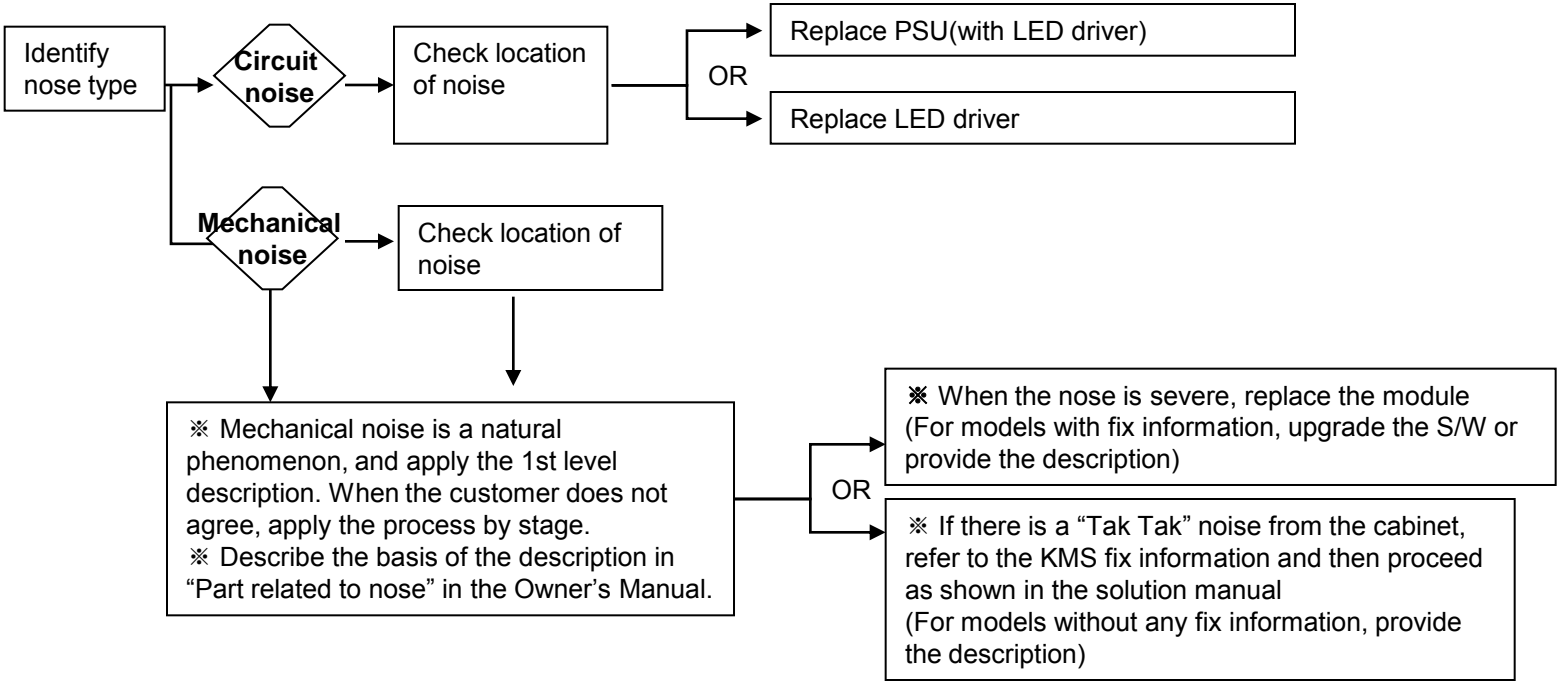 Identify
nose type
Circuit
noise
Check location
of noise
Replace PSU(with LED driver)
OR
Replace LED driver
Mechanical
noise
Check location of
noise
※ Mechanical noise is a natural
phenomenon, and apply the 1st level
description. When the customer does not
agree, apply the process by stage.
※ Describe the basis of the description in
“Part related to nose” in the Owner’s Manual.
※ When the nose is severe, replace the module
(For models with fix information, upgrade the S/W or
provide the description)
OR
※ If there is a “Tak Tak” noise from the cabinet,
refer to the KMS fix information and then proceed
as shown in the solution manual
(For models without any fix information, provide
the description)